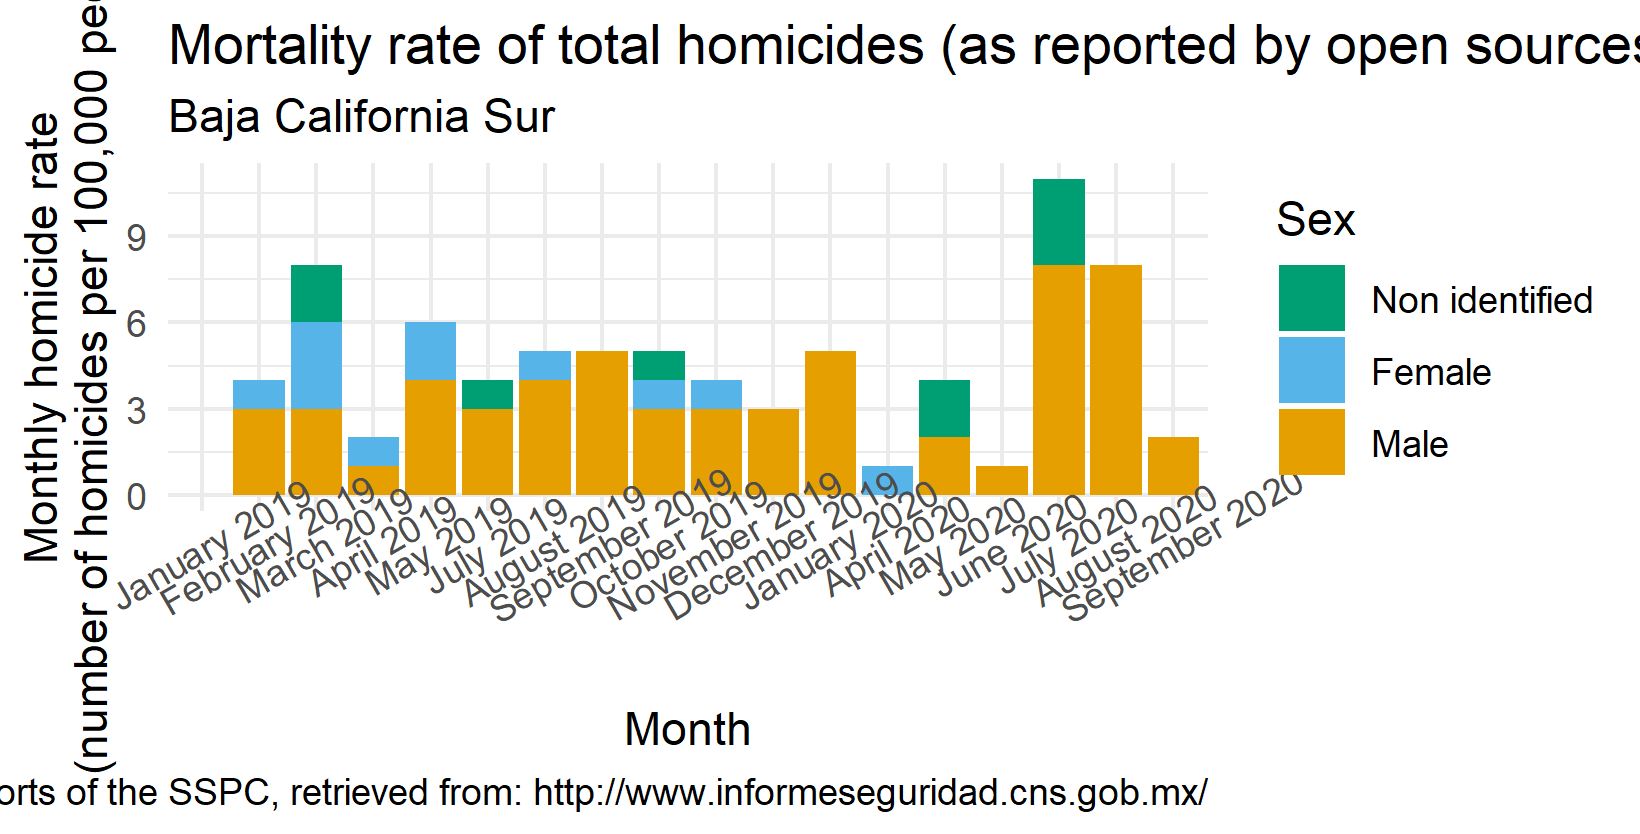 Mortality rate of total homicides (as reported by open sources
Baja California Sur
Monthly homicide rate
(number of homicides per 100,000
9
6
3
0
January 2019
February 2019
March 2019
April 2019
May 2019
July 2019
August 2019
September 2019
October 2019
November 2019
December 2019
January 2020
April 2020
May 2020
June 2020
July 2020
August 2020
September 2020
Month
Sex
Non identified
Female
Male
of the SSPC, retrieved from: http://www.informeseguridad.cns.gob.mx/